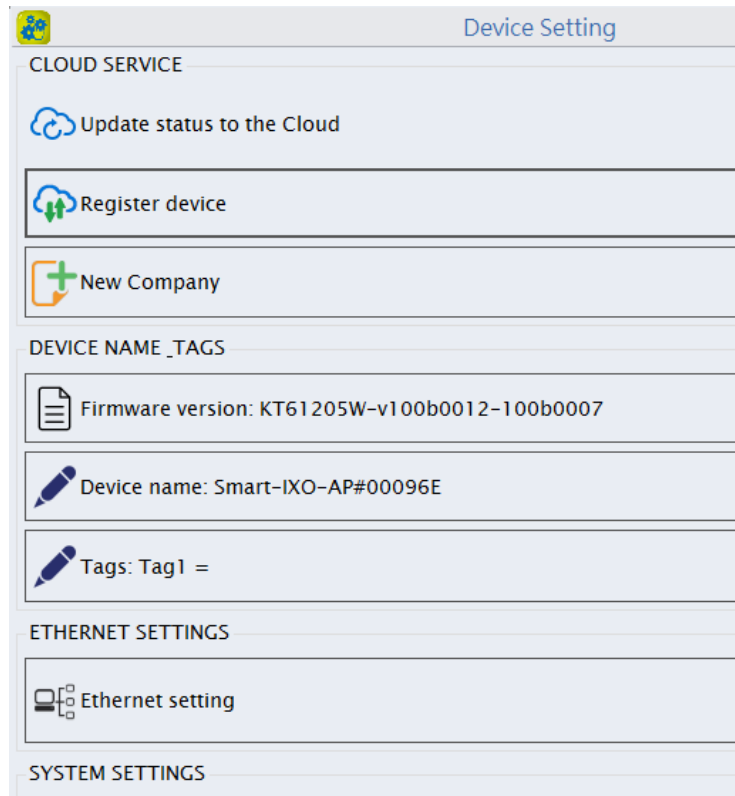 Device Setting
CLOUD SERVICE
Update status to the Cloud
Register device
New Company
DEVICE NAME _TAGS
Firmware version: KT61205W-v100b0012-100b0007
Device name: Smart-IXO-AP#00096E
Tags: Tag1 =
ETHERNET SETTINGS
Ethernet setting
SYSTEM SETTINGS